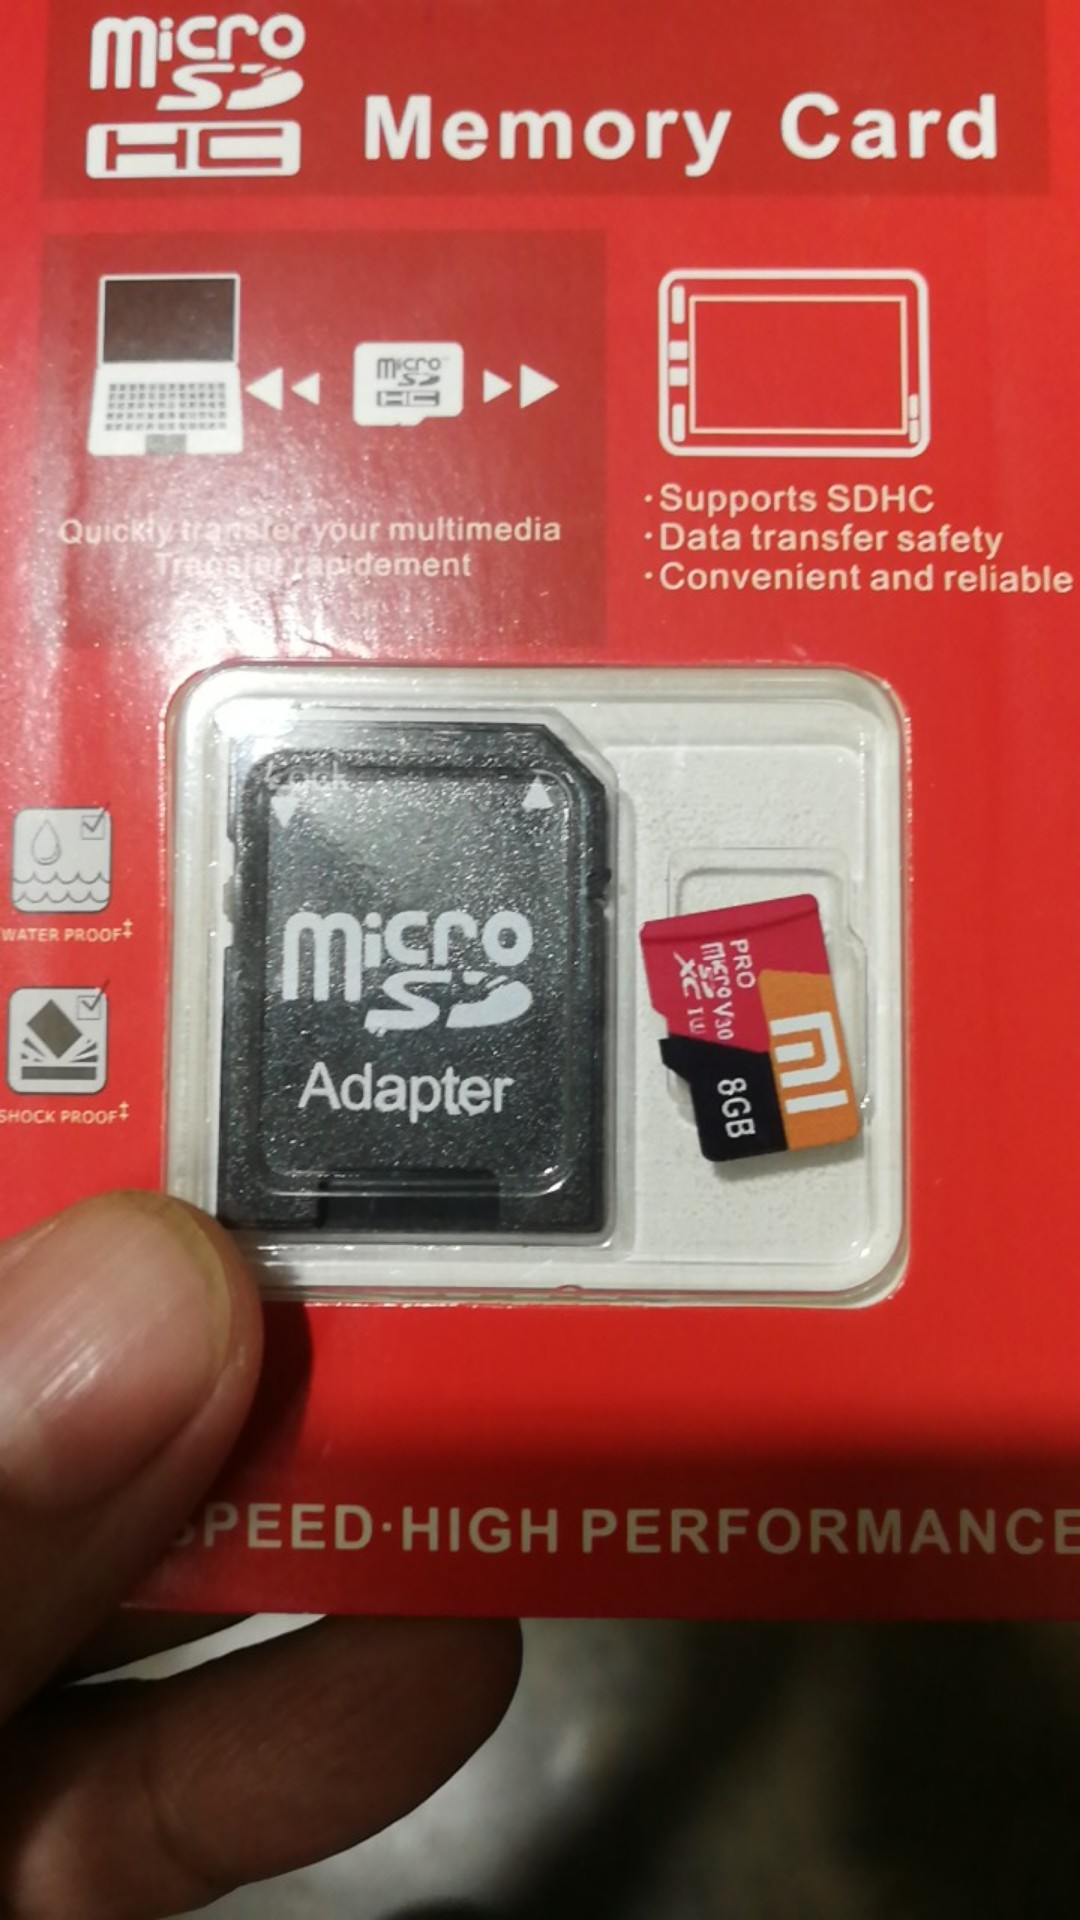 micro
SD
HC
Memory Card
micro
SD
HC
Quickly transfer your multimedia
Transfer rapidement
·Supports SDHC
·Data transfer safety
·Convenient and reliable
Lock
micro
SD
Adapter
PRO
micro V30
SD
XC I U
8GB
MI
WATER PROOF‡
SHOCK PROOF‡
SPEED·HIGH PERFORMANCE